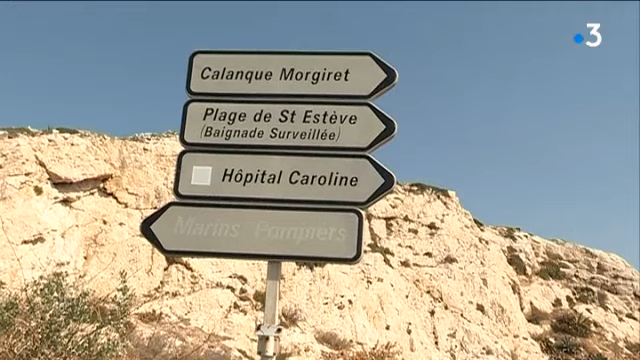 3
Calanque Morgiret
Plage de St Estève
(Baignade Surveillée)
Hôpital Caroline
Marins Pompiers